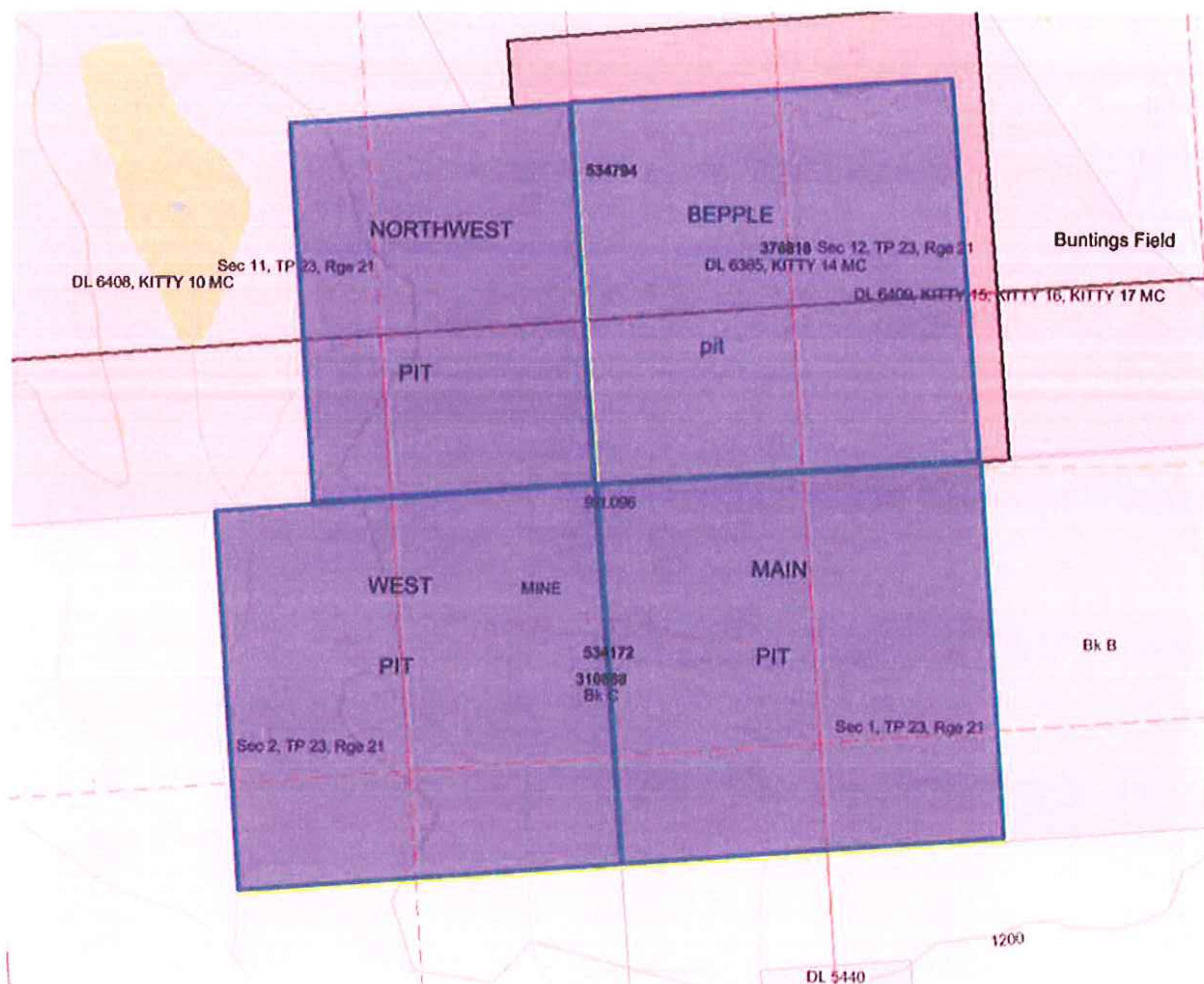 534794
NORTHWEST
BEPPLE
Buntings Field
378818 Sec 12, TP 23, Rge 21
Sec 11, TP 23, Rge 21
DL 6385, KITTY 14 MC
DL 6408, KITTY 10 MC
DL 6409, KITTY 15, KITTY 16, KITTY 17 MC
pit
PIT
WEST
MINE
MAIN
534172
PIT
PIT
Bk B
310868
Bk C
Sec 1, TP 23, Rge 21
Sec 2, TP 23, Rge 21
1200
DL 5440